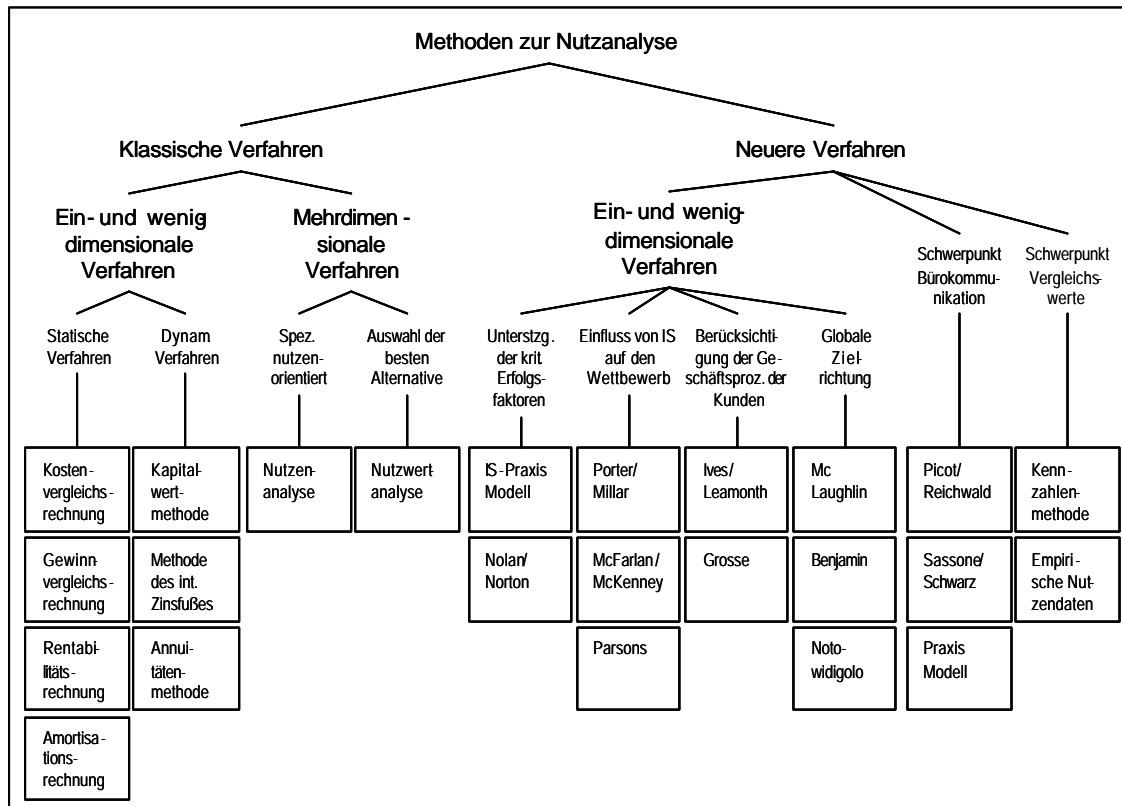 Methoden zur Nutzanalyse
Klassische Verfahren
Neuere Verfahren
Ein- und wenig-
dimensionale
Verfahren
Mehrdimen -
sionale
Verfahren
Ein- und wenig-
dimensionale
Verfahren
Schwerpunkt
Bürokommu-
nikation
Schwerpunkt
Vergleichs-
werte
Statische
Verfahren
Dynam
Verfahren
Spez.
nutzen-
orientiert
Auswahl der
besten
Alternative
Unterstzg.
der krit
Erfolgs-
faktoren
Einfluss von IS
auf den
Wettbewerb
Berücksichti-
gung der Ge-
schäftsproz. der
Kunden
Globale
Ziel-
richtung
Kosten-
vergleichs-
rechnung
Gewinn-
vergleichs-
rechnung
Rentabi-
litäts-
rechnung
Amortisa-
tions-
rechnung
Kapital-
wert-
methode
Methode
des int.
Zinsfußes
Annui-
täten-
methode
Nutzen-
analyse
Nutzwert-
analyse
IS-Praxis
Modell
Nolan/
Norton
Porter/
Millar
McFarlan/
McKenney
Parsons
Ives/
Leamonth
Grosse
Mc
Laughlin
Benjamin
Noto-
widigolo
Picot/
Reichwald
Sassone/
Schwarz
Praxis
Modell
Kenn-
zahlen-
methode
Empiri-
sche Nut-
zendaten